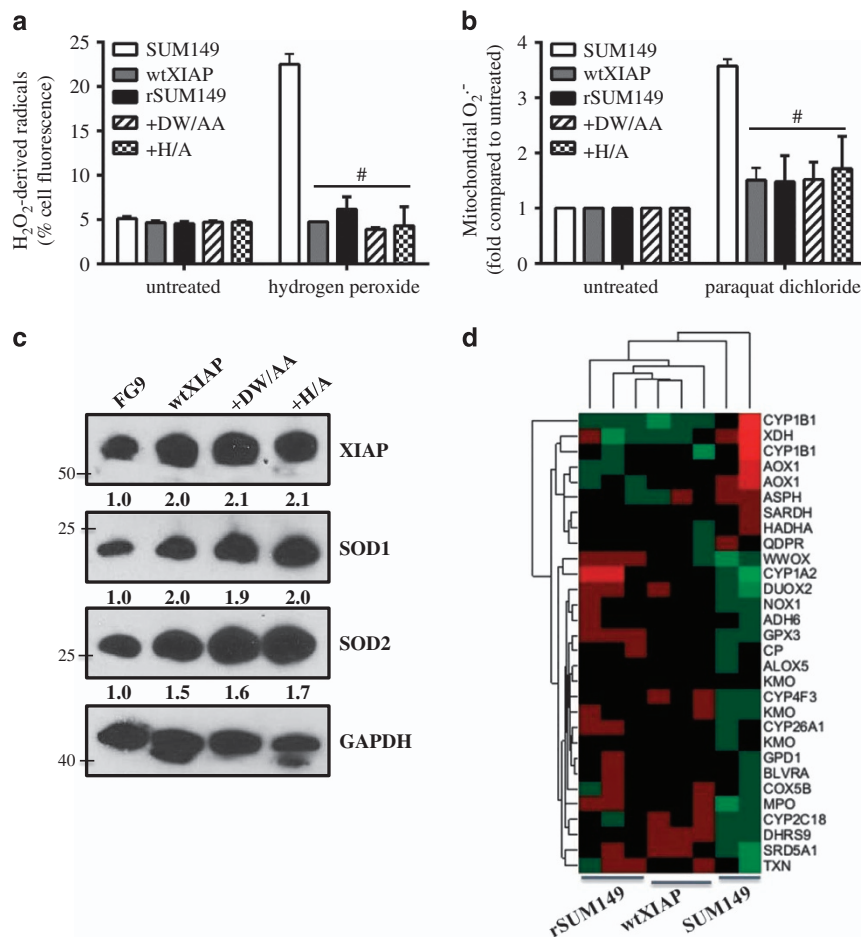 a
25
20
15
10
5
0
H2O2-derived radicals
(% cell fluorescence)
SUM149
wtXIAP
rSUM149
+DW/AA
+H/A
#
untreated
hydrogen peroxide
b
4
3
2
1
0
Mitochondrial O2·-
(fold compared to untreated)
SUM149
wtXIAP
rSUM149
+DW/AA
+H/A
#
untreated
paraquat dichloride
c
FG9
wtXIAP
+DW/AA
+H/A
XIAP
50
1.0 2.0 2.1 2.1
25
SOD1
1.0 2.0 1.9 2.0
SOD2
25
1.0 1.5 1.6 1.7
GAPDH
40
d
CYP1B1
XDH
CYP1B1
AOX1
AOX1
ASPH
SARDH
HADHA
QDPR
WWOX
CYP1A2
DUOX2
NOX1
ADH6
GPX3
CP
ALOX5
KMO
CYP4F3
KMO
CYP26A1
KMO
GPD1
BLVRA
COX5B
MPO
CYP2C18
DHRS9
SRD5A1
TXN
rSUM149
wtXIAP
SUM149